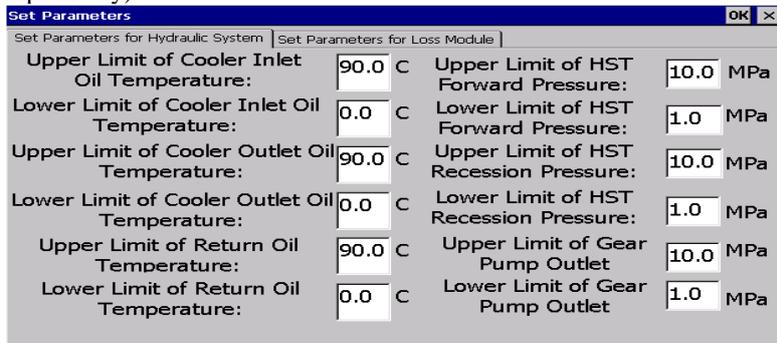 Set Parameters OK ×
Set Parameters for Hydraulic System Set Parameters for Loss Module
Upper Limit of Cooler Inlet
Oil Temperature: 90.0 C
Upper Limit of HST
Forward Pressure: 10.0 MPa
Lower Limit of Cooler Inlet Oil
Temperature: 0.0 C
Lower Limit of HST
Forward Pressure: 1.0 MPa
Upper Limit of Cooler Outlet Oil
Temperature: 90.0 C
Upper Limit of HST
Recession Pressure: 10.0 MPa
Lower Limit of Cooler Outlet Oil
Temperature: 0.0 C
Lower Limit of HST
Recession Pressure: 1.0 MPa
Upper Limit of Return Oil
Temperature: 90.0 C
Upper Limit of Gear
Pump Outlet 10.0 MPa
Lower Limit of Return Oil
Temperature: 0.0 C
Lower Limit of Gear
Pump Outlet 1.0 MPa